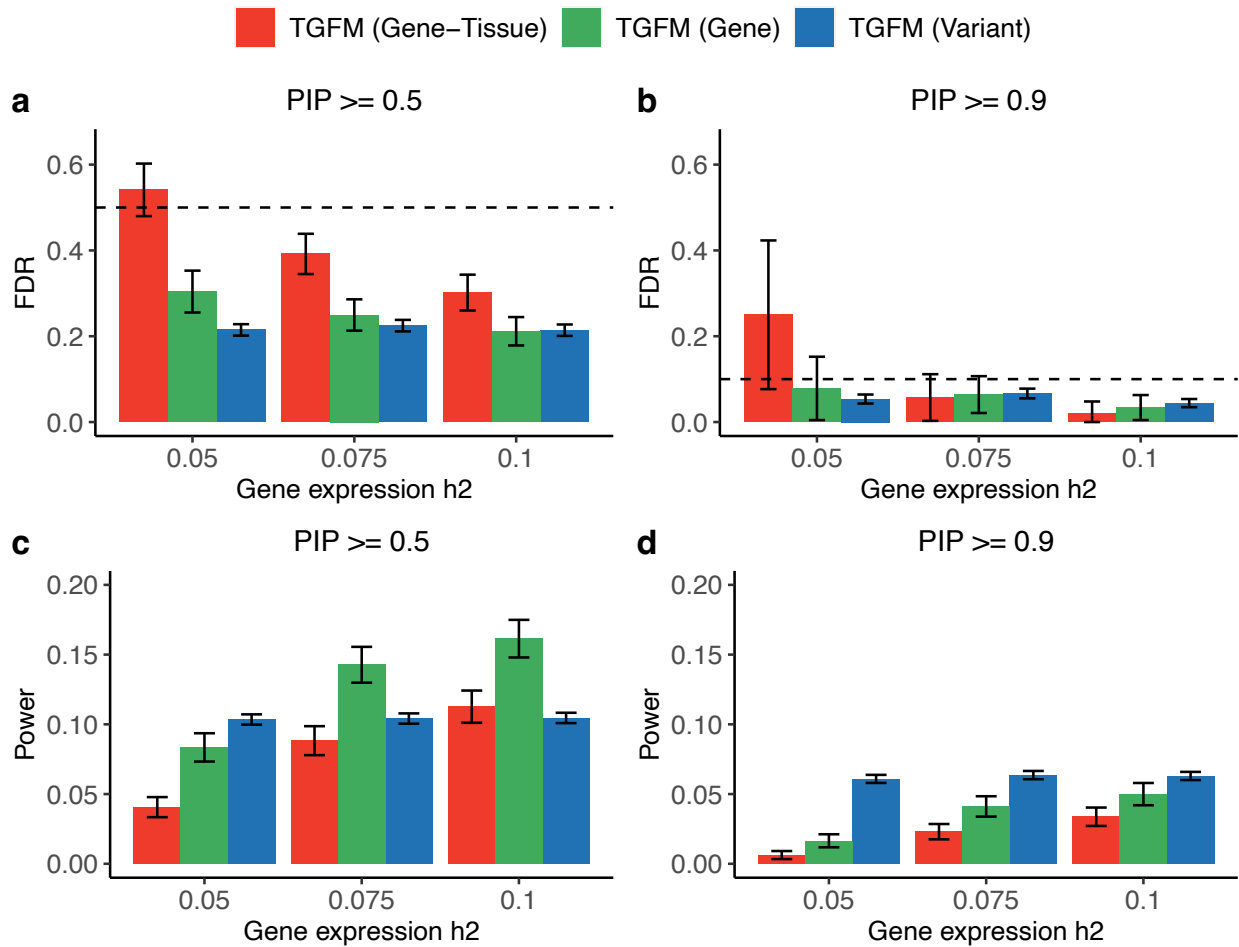 TGFM (Gene−Tissue) TGFM (Gene) TGFM (Variant)
a PIP >= 0.5
FDR
0.6
0.4
0.2
0.0
0.05 0.075 0.1
Gene expression h2
b PIP >= 0.9
FDR
0.6
0.4
0.2
0.0
0.05 0.075 0.1
Gene expression h2
c PIP >= 0.5
Power
0.20
0.15
0.10
0.05
0.00
0.05 0.075 0.1
Gene expression h2
d PIP >= 0.9
Power
0.20
0.15
0.10
0.05
0.00
0.05 0.075 0.1
Gene expression h2